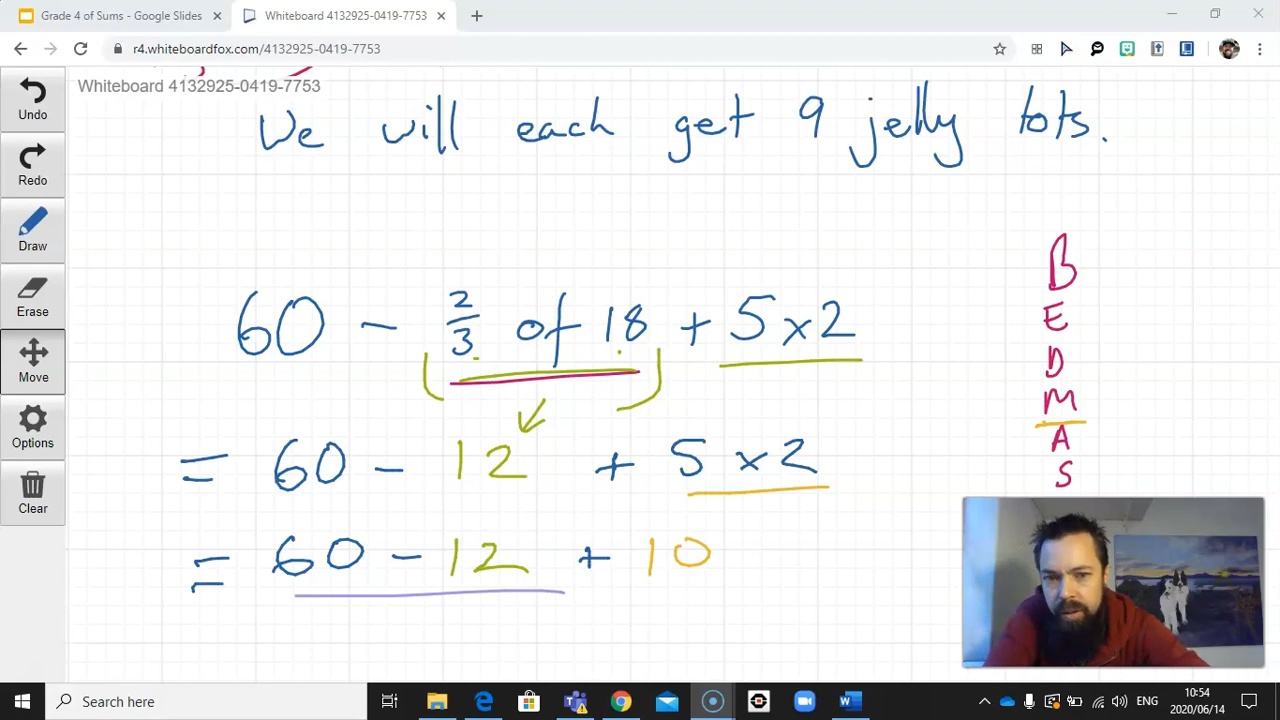 Grade 4 of Sums - Google Slides
Whiteboard 4132925-0419-7753
r4.whiteboardfox.com/4132925-0419-7753
Whiteboard 4132925-0419-7753
Undo
Redo
Draw
Erase
Move
Options
Clear
We will each get 9 jelly tots.
60 - 2/3 of 18 + 5 x 2
= 60 - 12 + 5 x 2
= 60 - 12 + 10
B
E
D
M
A
S
Search here
ENG
10:54
2020/06/14